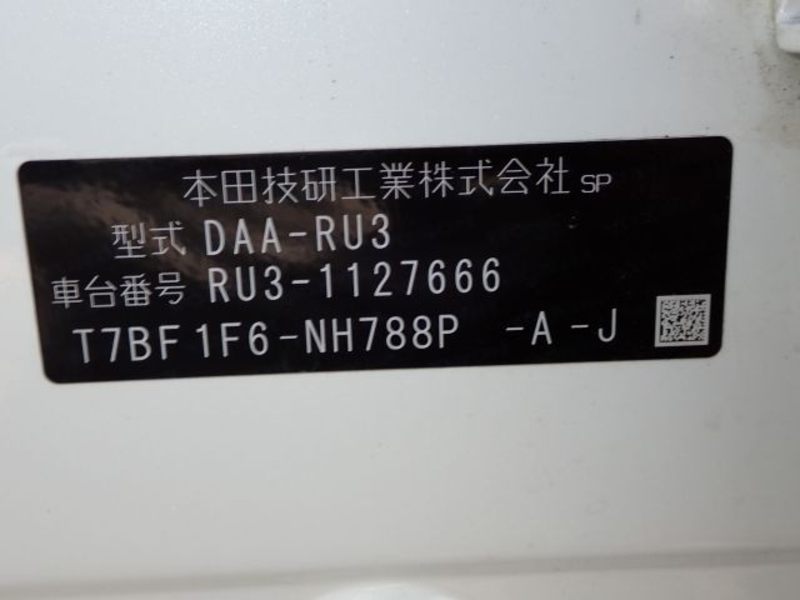 本田技研工業株式会社 SP
型式 DAA-RU3
車台番号 RU3-1127666
T7BF1F6-NH788P -A-J